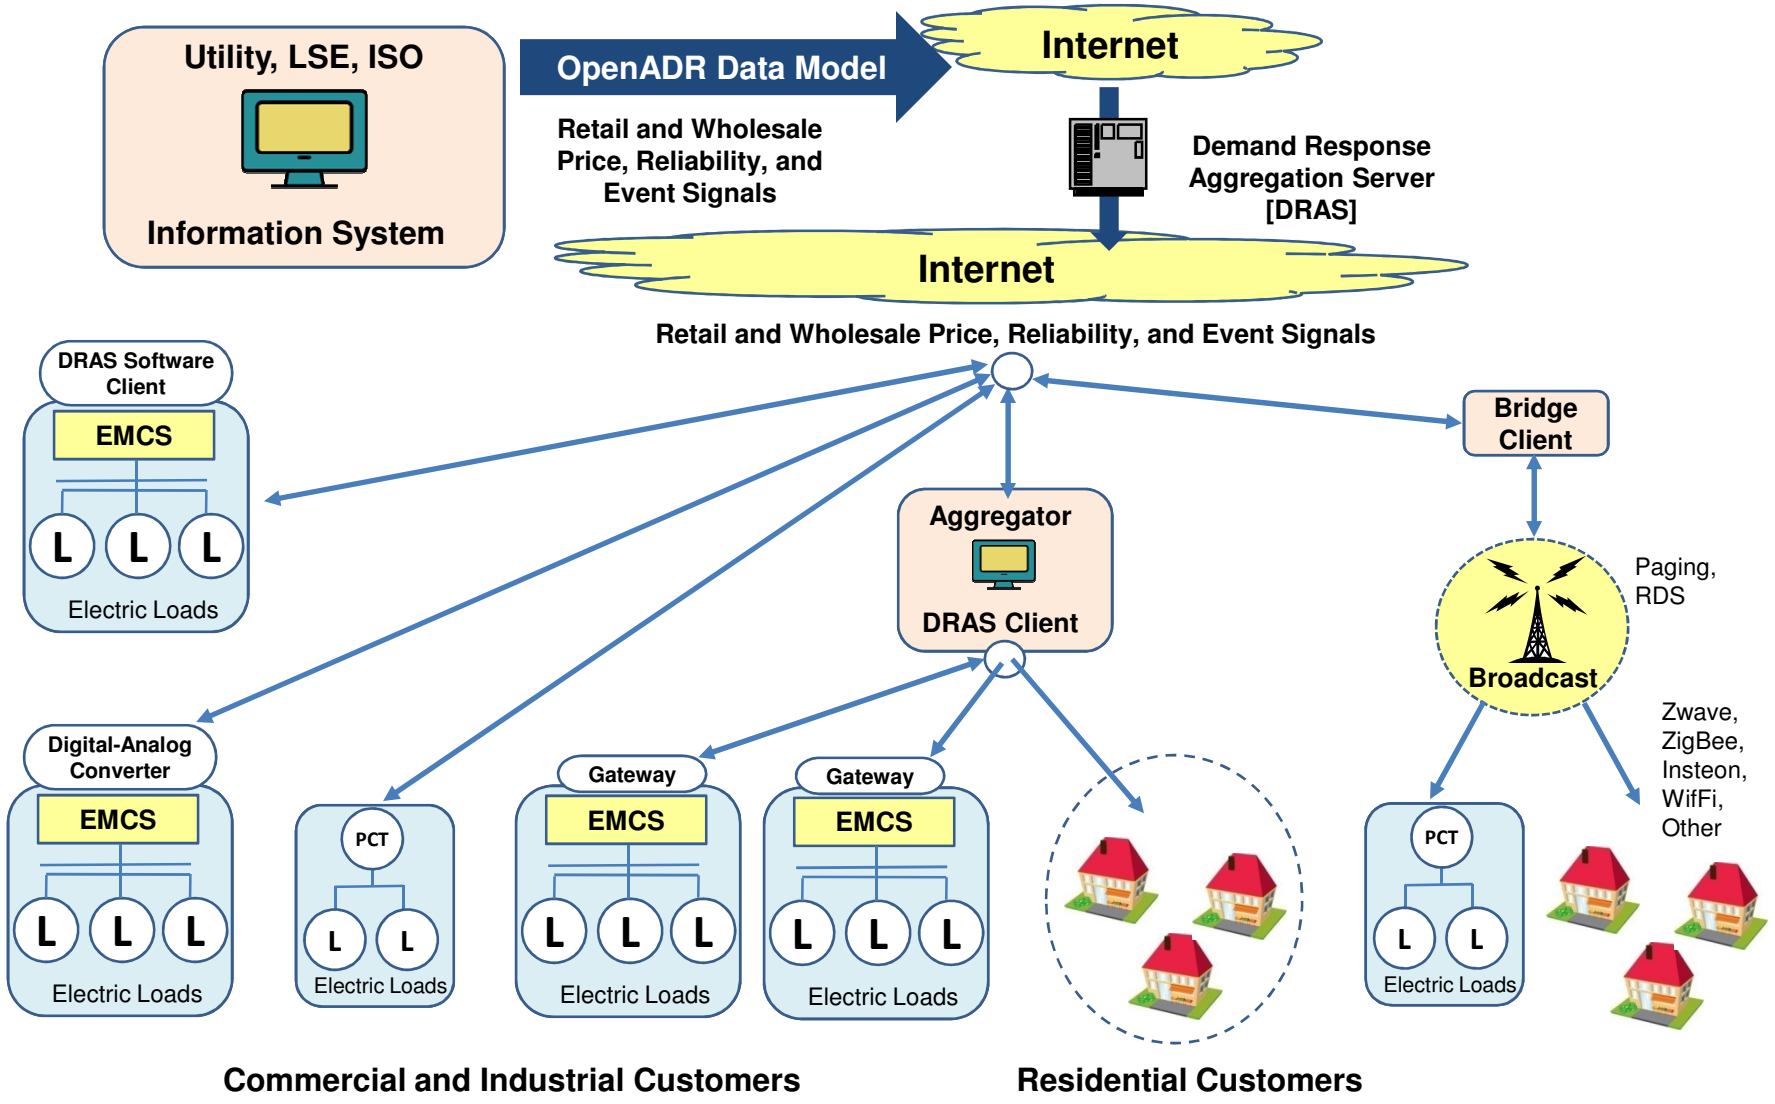 Utility, LSE, ISO
Information System
OpenADR Data Model
Retail and Wholesale
Price, Reliability, and
Event Signals
Internet
Demand Response
Aggregation Server
[DRAS]
Internet
Retail and Wholesale Price, Reliability, and Event Signals
DRAS Software
Client
EMCS
L L L
Electric Loads
Bridge
Client
Aggregator
DRAS Client
Paging,
RDS
Broadcast
Zwave,
ZigBee,
Insteon,
WifFi,
Other
Digital-Analog
Converter
EMCS
L L L
Electric Loads
PCT
L L
Electric Loads
Gateway
EMCS
L L L
Electric Loads
Gateway
EMCS
L L L
Electric Loads
PCT
L L
Electric Loads
Commercial and Industrial Customers
Residential Customers